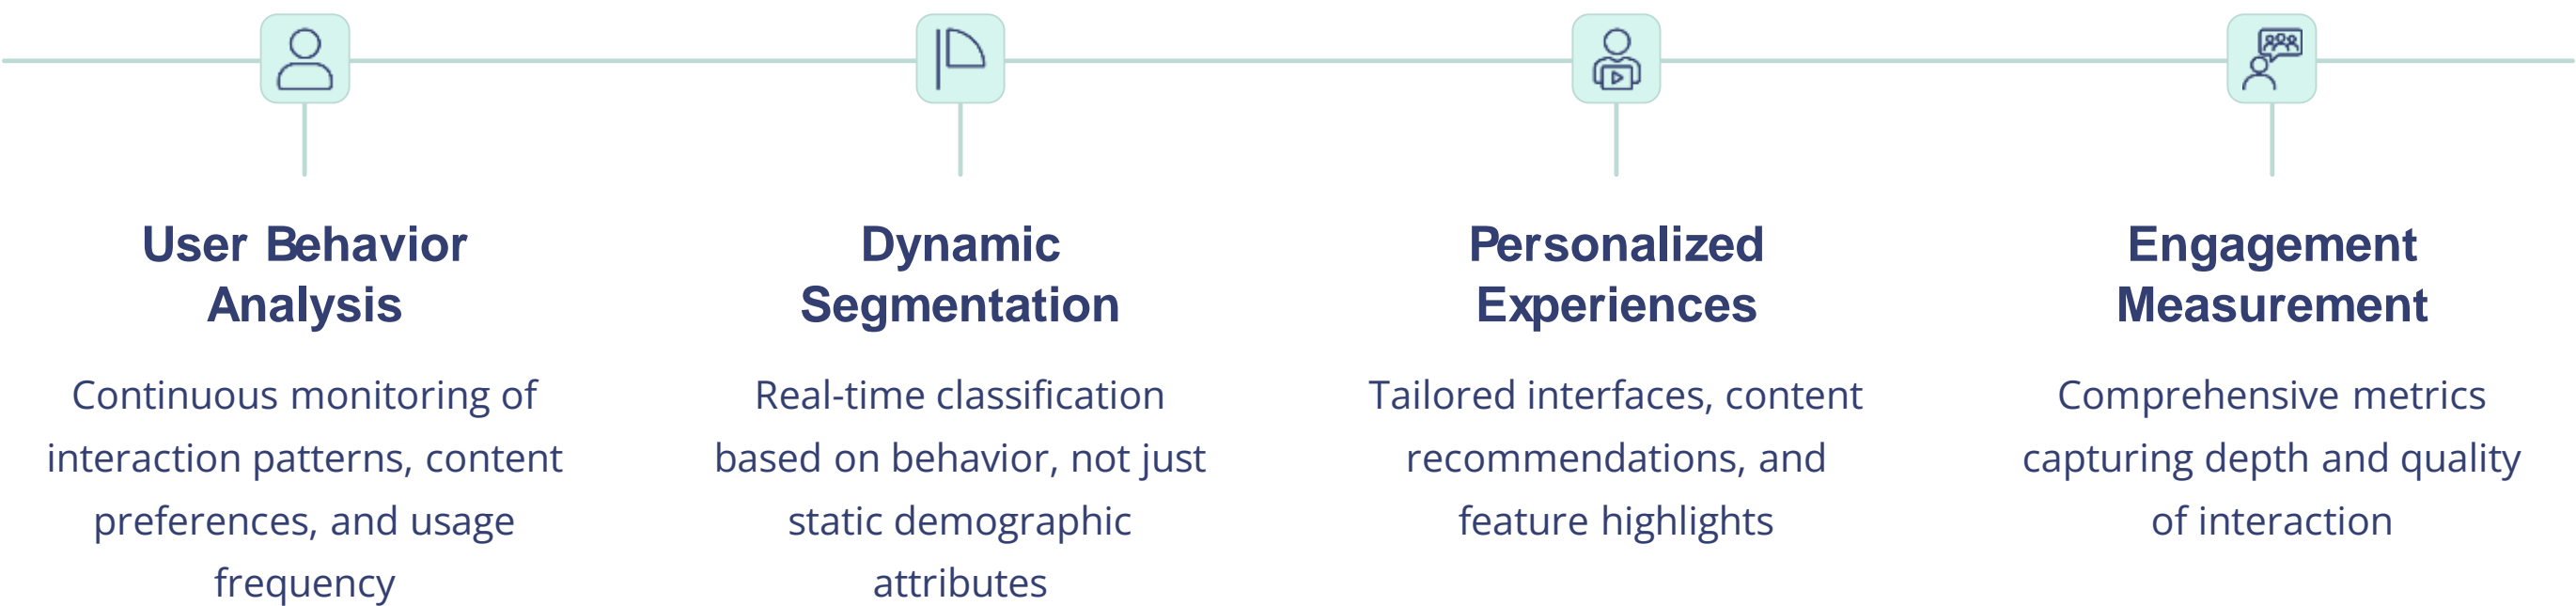 User Behavior
Analysis
Continuous monitoring of
interaction patterns, content
preferences, and usage
frequency
Dynamic
Segmentation
Real-time classification
based on behavior, not just
static demographic
attributes
Personalized
Experiences
Tailored interfaces, content
recommendations, and
feature highlights
Engagement
Measurement
Comprehensive metrics
capturing depth and quality
of interaction